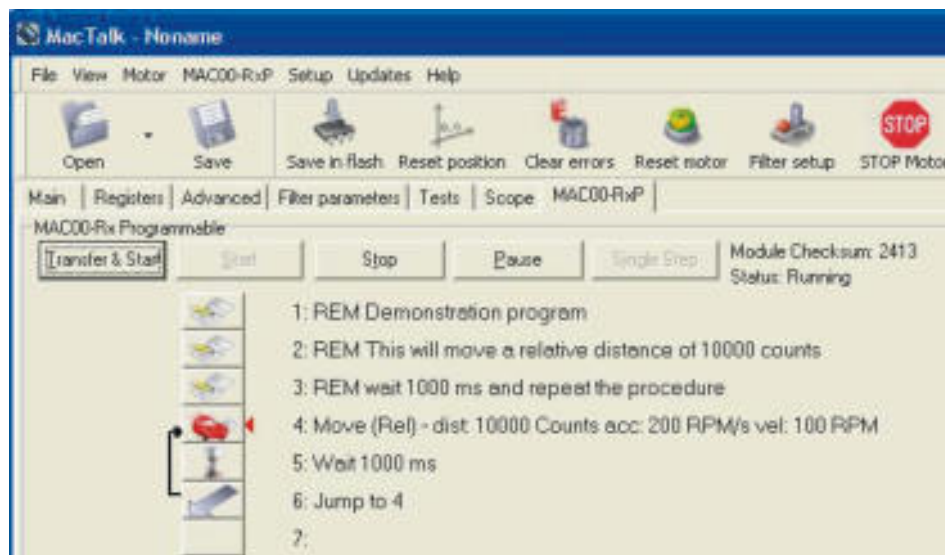 MacTalk - Noname
File View Motor MAC00-RxP Setup Updates Help
Open Save Save in flash Reset position Clear errors Reset motor Filter setup STOP Motor
STOP
Main Registers Advanced Filter parameters Tests Scope MAC00-RxP
MAC00-Rx Programmable
Transfer & Start Start Stop Pause Single Step Module Checksum: 2413
Status: Running
1: REM Demonstration program
2: REM This will move a relative distance of 10000 counts
3: REM wait 1000 ms and repeat the procedure
4: Move (Rel) - dist: 10000 Counts acc: 200 RPM/s vel: 100 RPM
5: Wait 1000 ms
6: Jump to 4
7: